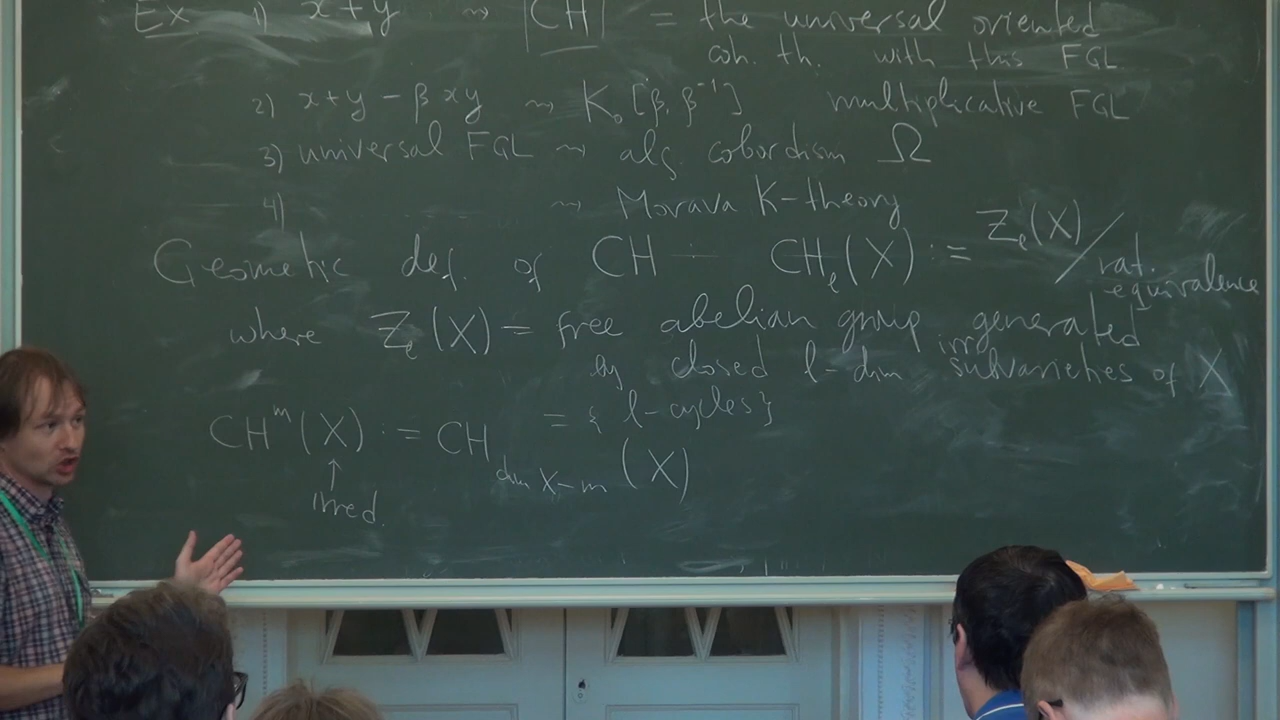 Ex 1) x+y ⇝ |CH| = the universal oriented
coh. th. with this FGL
2) x+y−βxy ⇝ K₀[β,β⁻¹] multiplicative FGL
3) universal FGL ⇝ alg. cobordism Ω
4) ⇝ Morava K-theory
Geometic def. of CH CHₗ(X) := Zₗ(X)/rat.
equivalence
where Zₗ(X) = free abelian group generated
by closed irr. l-dim subvarieties of X
= { l-cycles }
CHᵐ(X) := CH_{dim X−m}(X)
↑
irred.